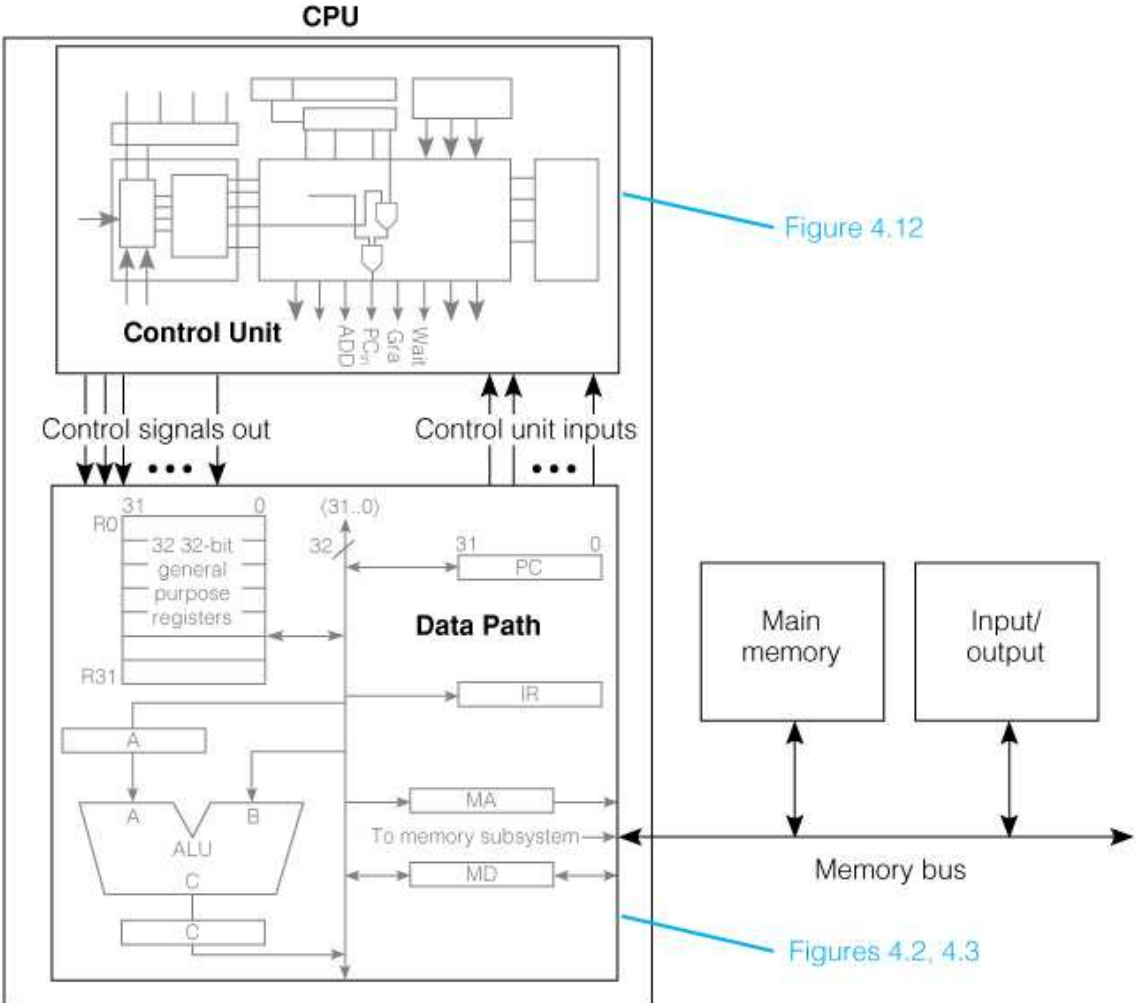 CPU
Figure 4.12
Control Unit
ADD
PCin
Gra
Wait
Control signals out
Control unit inputs
• • •
• • •
31
0
⟨31..0⟩
R0
32
31
0
32 32-bit
general
purpose
registers
PC
Data Path
Main
memory
Input/
output
R31
IR
A
MA
A
B
To memory subsystem
ALU
MD
Memory bus
C
C
Figures 4.2, 4.3